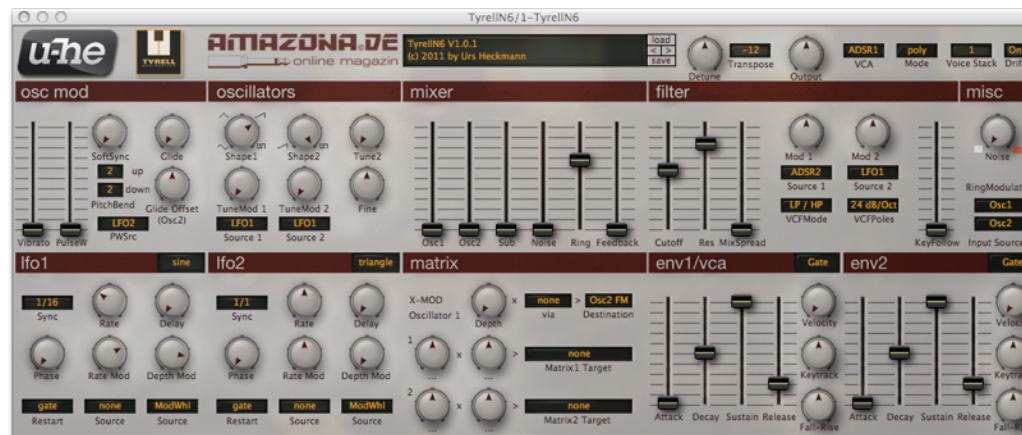 TyrellN6/1-TyrellN6
u-he
TYRELL
AMAZONA.DE
online magazin
TyrellN6 V1.0.1
(c) 2011 by Urs Heckmann
load
< >
save
Detune
-12
Transpose
Output
ADSR1
VCA
poly
Mode
1
Voice Stack
On
Drift
osc mod
oscillators
mixer
filter
misc
SoftSync
Glide
Shape1
Shape2
Tune2
Mod 1
Mod 2
Noise
2 up
2 down
PitchBend
Glide Offset
(Osc2)
TuneMod 1
TuneMod 2
Fine
ADSR2
Source 1
LFO1
Source 2
RingModulat
LFO2
PWSrc
LFO1
Source 1
LFO1
Source 2
LP / HP
VCFMode
24 dB/Oct
VCFPoles
Osc1
Osc2
Vibrato
PulseW
Osc1
Osc2
Sub
Noise
Ring
Feedback
Cutoff
Res
MixSpread
KeyFollow
Input Source
lfo1
sine
lfo2
triangle
matrix
env1/vca
Gate
env2
Gate
1/16
Sync
Rate
Delay
1/1
Sync
Rate
Delay
X-MOD
Oscillator 1
Depth
x
none
via
>
Osc2 FM
Destination
Velocity
Velocit
Phase
Rate Mod
Depth Mod
Phase
Rate Mod
Depth Mod
1
...
x
...
>
none
Matrix1 Target
Keytrack
Keytra
gate
Restart
none
Source
ModWhl
Source
gate
Restart
none
Source
ModWhl
Source
2
...
x
...
>
none
Matrix2 Target
Attack
Decay
Sustain
Release
Fall-Rise
Attack
Decay
Sustain
Release
Fall-Ri